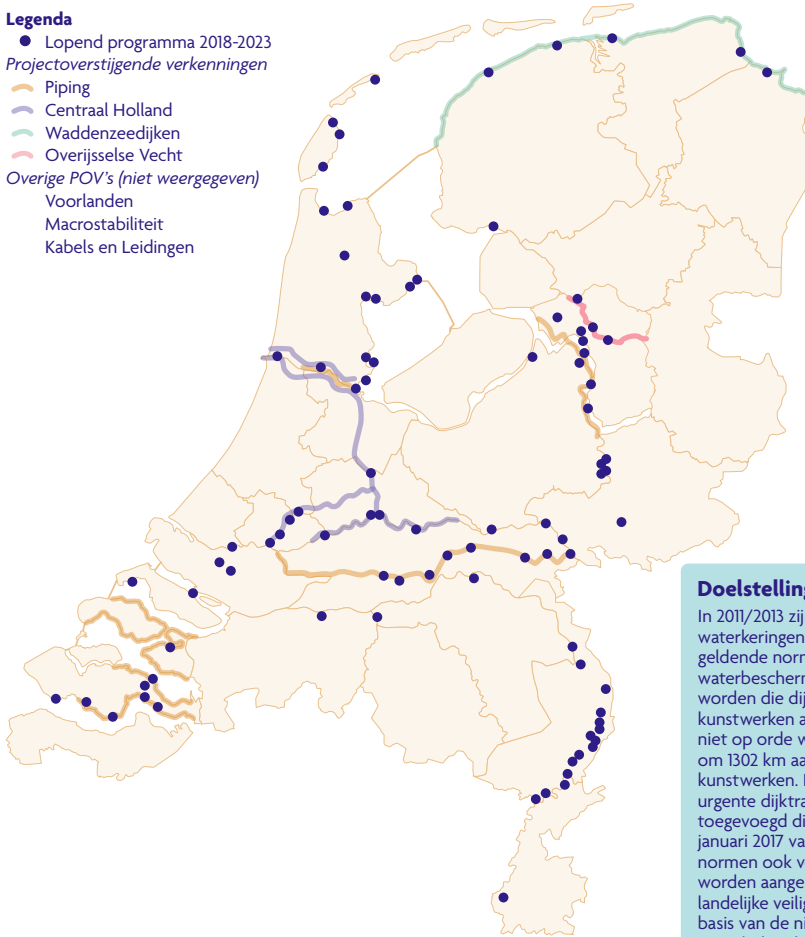 Legenda
Lopend programma 2018-2023
Projectoverstijgende verkenningen
Piping
Centraal Holland
Waddenzeedijken
Overijsselse Vecht
Overige POV's (niet weergegeven)
Voorlanden
Macrostabiliteit
Kabels en Leidingen
Doelstelling
In 2011/2013 zij
waterkeringen
geldende norm
waterbescherm
worden die dij
kunstwerken a
niet op orde w
om 1302 km aa
kunstwerken.
urgente dijktra
toegevoegd di
januari 2017 va
normen ook v
worden aange
landelijke veilig
basis van de ni